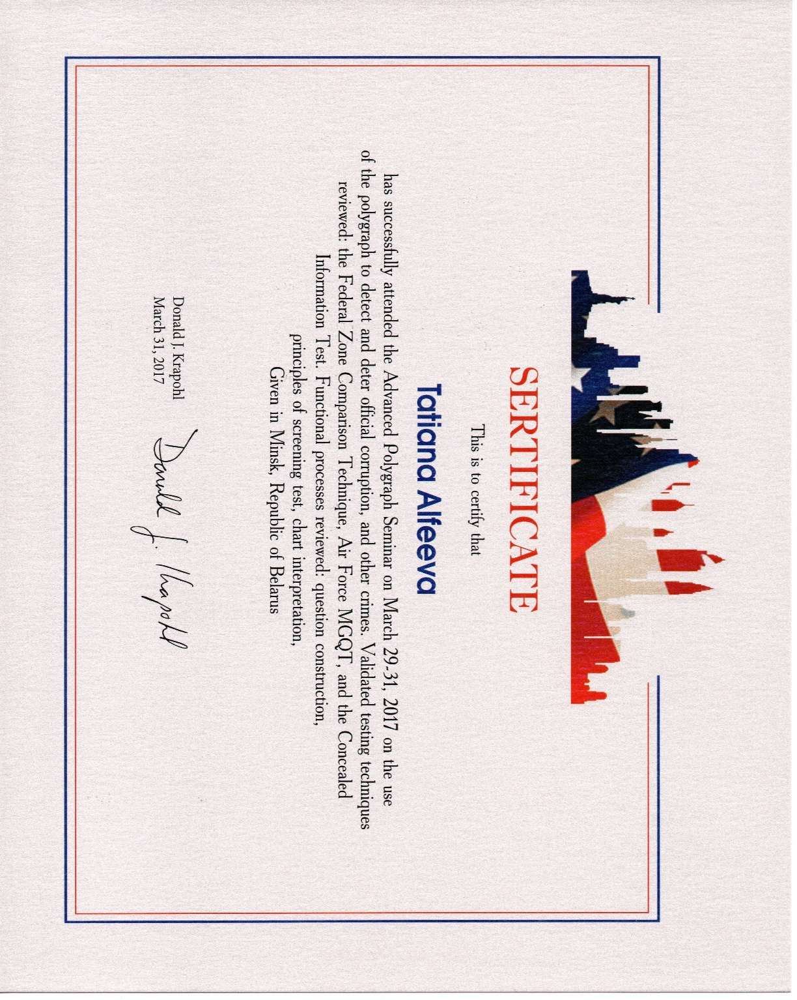 SERTIFICATE
This is to certify that
Tatiana Alfeeva
has successfully attended the Advanced Polygraph Seminar on March 29-31, 2017 on the use
of the polygraph to detect and deter official corruption, and other crimes. Validated testing techniques
reviewed: the Federal Zone Comparison Technique, Air Force MGQT, and the Concealed
Information Test. Functional processes reviewed: question construction,
principles of screening test, chart interpretation,
Given in Minsk, Republic of Belarus
Donald J. Krapohl
March 31, 2017
Donald J. Krapohl